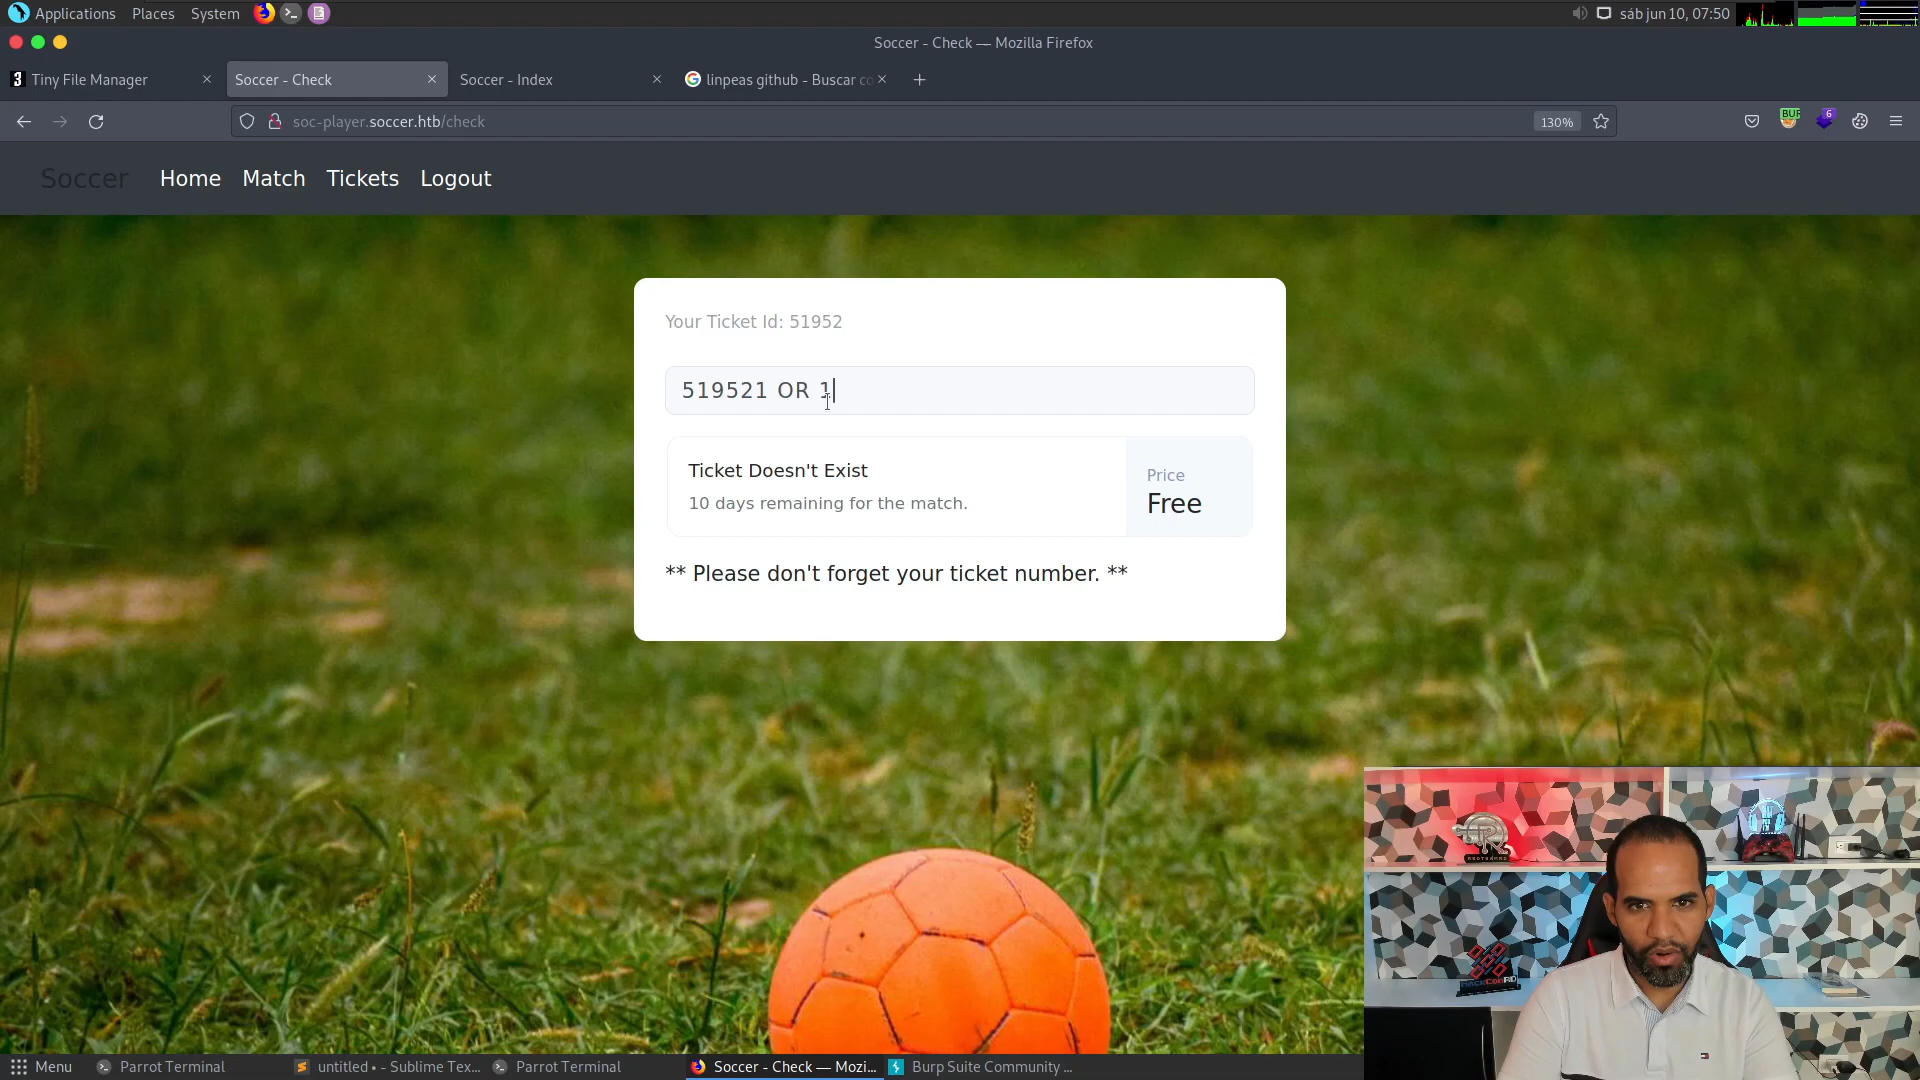 Applications Places System
sáb jun 10, 07:50
Soccer - Check — Mozilla Firefox
Tiny File Manager
Soccer - Check
Soccer - Index
linpeas github - Buscar co
soc-player.soccer.htb/check
130%
BUR
6
Soccer Home Match Tickets Logout
Your Ticket Id: 51952
519521 OR 1
Ticket Doesn't Exist
10 days remaining for the match.
Price
Free
** Please don't forget your ticket number. **
Menu
Parrot Terminal
untitled • - Sublime Tex...
Parrot Terminal
Soccer - Check — Mozi...
Burp Suite Community ...